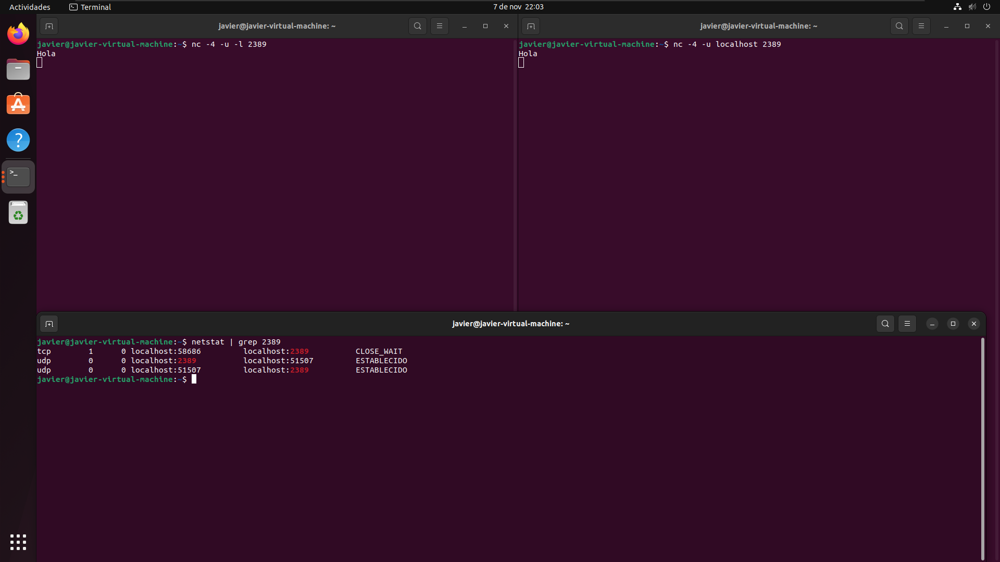 Actividades Terminal 7 de nov 22:03
javier@javier-virtual-machine: ~
javier@javier-virtual-machine:~$ nc -4 -u -l 2389
Hola
javier@javier-virtual-machine: ~
javier@javier-virtual-machine:~$ nc -4 -u localhost 2389
Hola
javier@javier-virtual-machine: ~
javier@javier-virtual-machine:~$ netstat | grep 2389
tcp        1      0 localhost:58686         localhost:2389          CLOSE_WAIT
udp        0      0 localhost:2389          localhost:51507         ESTABLECIDO
udp        0      0 localhost:51507         localhost:2389          ESTABLECIDO
javier@javier-virtual-machine:~$